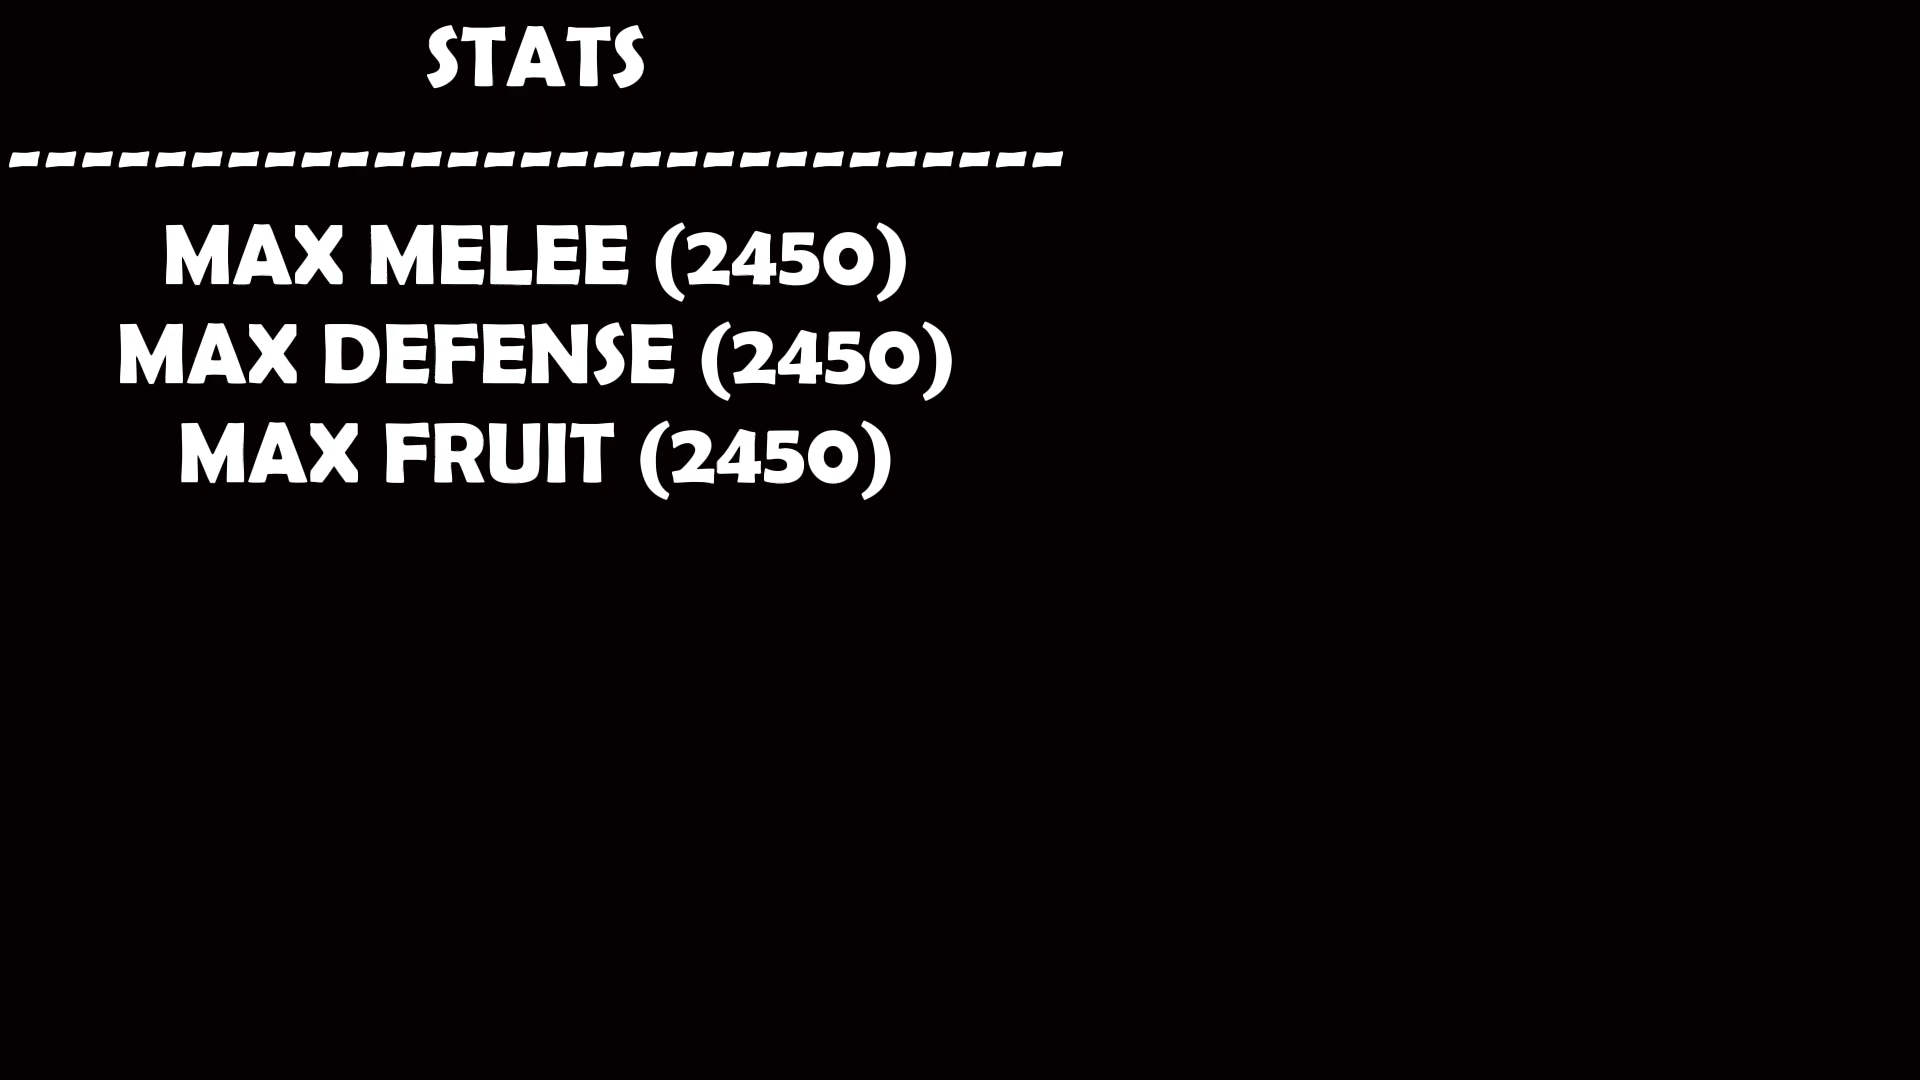 STATS
-----------------------------
MAX MELEE (2450)
MAX DEFENSE (2450)
MAX FRUIT (2450)